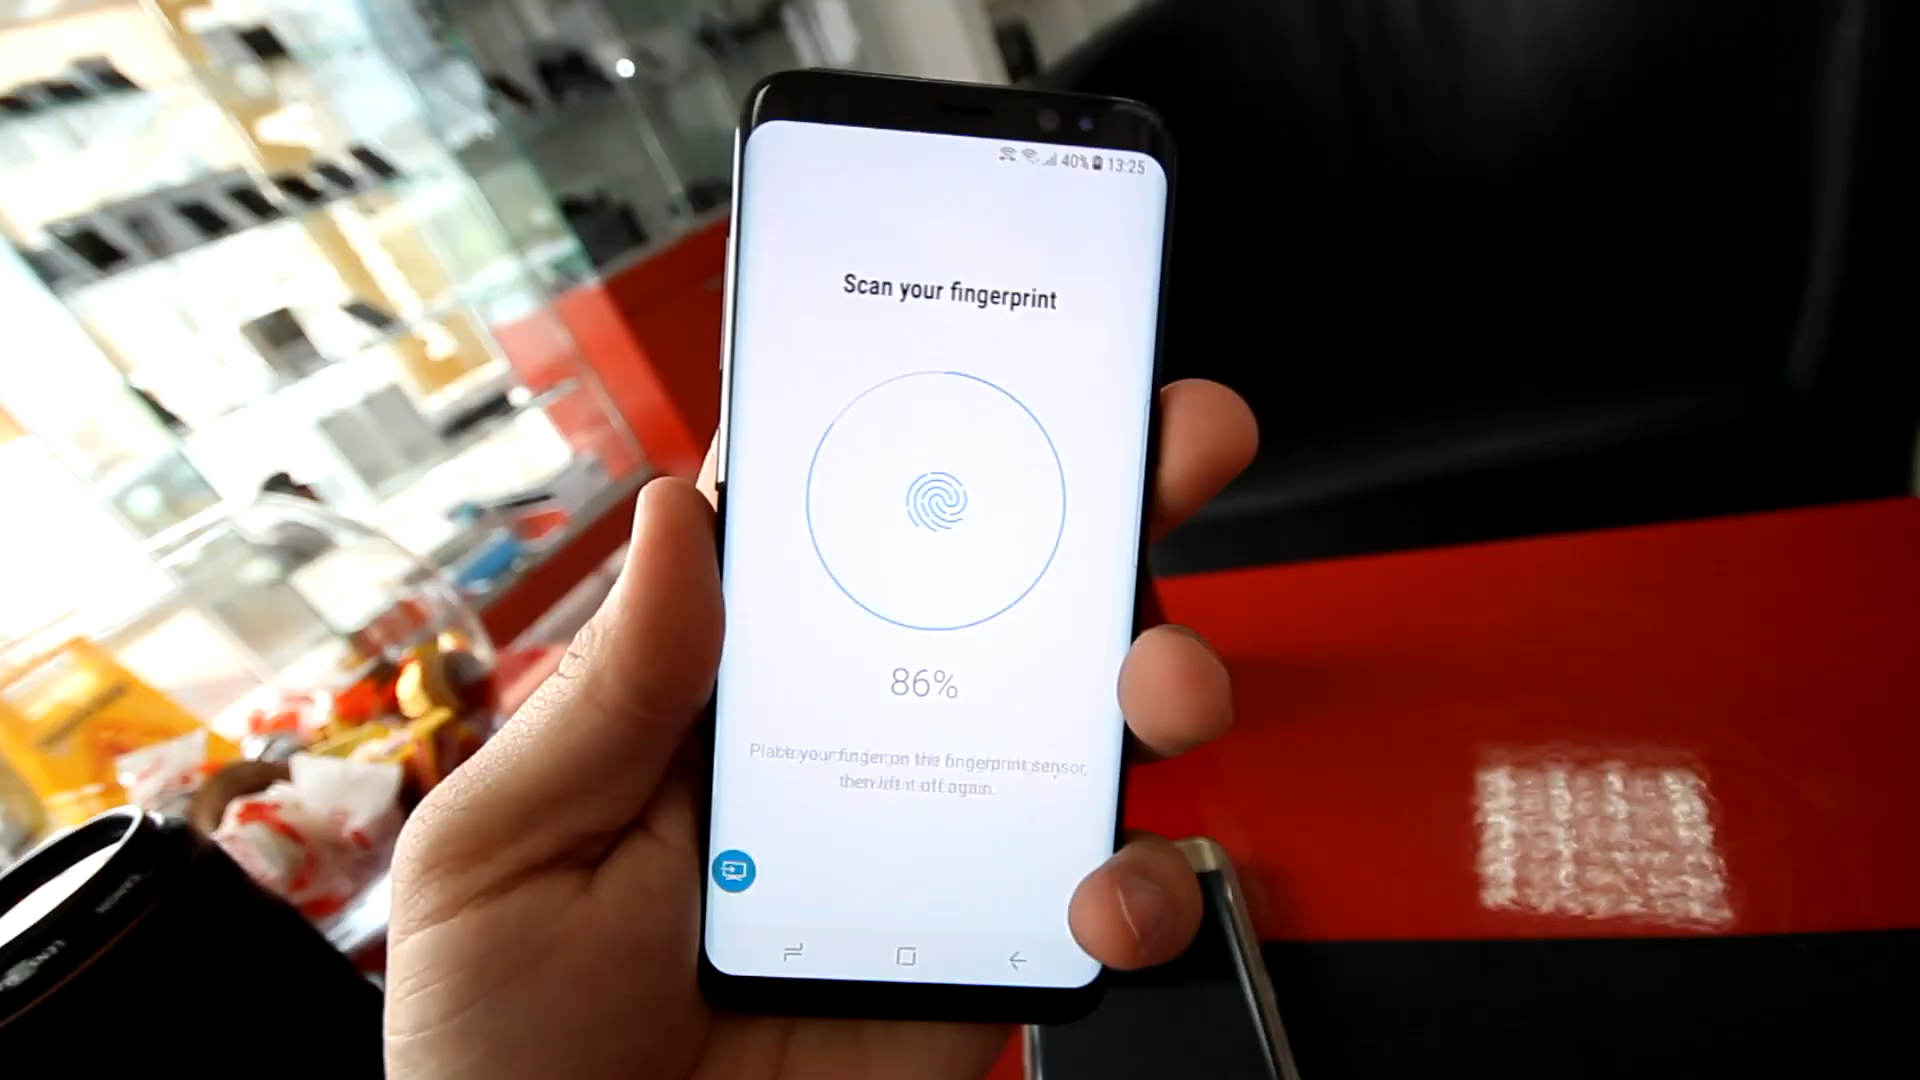 40% 13:25
Scan your fingerprint
86%
Place your finger on the fingerprint sensor,
then lift it off again.